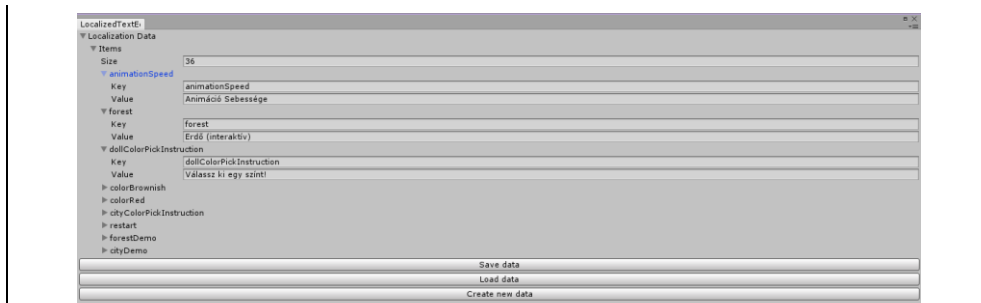 LocalizedTextE
Localization Data
Items
Size 36
animationSpeed
Key animationSpeed
Value Animáció Sebessége
forest
Key forest
Value Erdő (interaktív)
dollColorPickInstruction
Key dollColorPickInstruction
Value Válassz ki egy színt!
colorBrownish
colorRed
cityColorPickInstruction
restart
forestDemo
cityDemo
Save data
Load data
Create new data